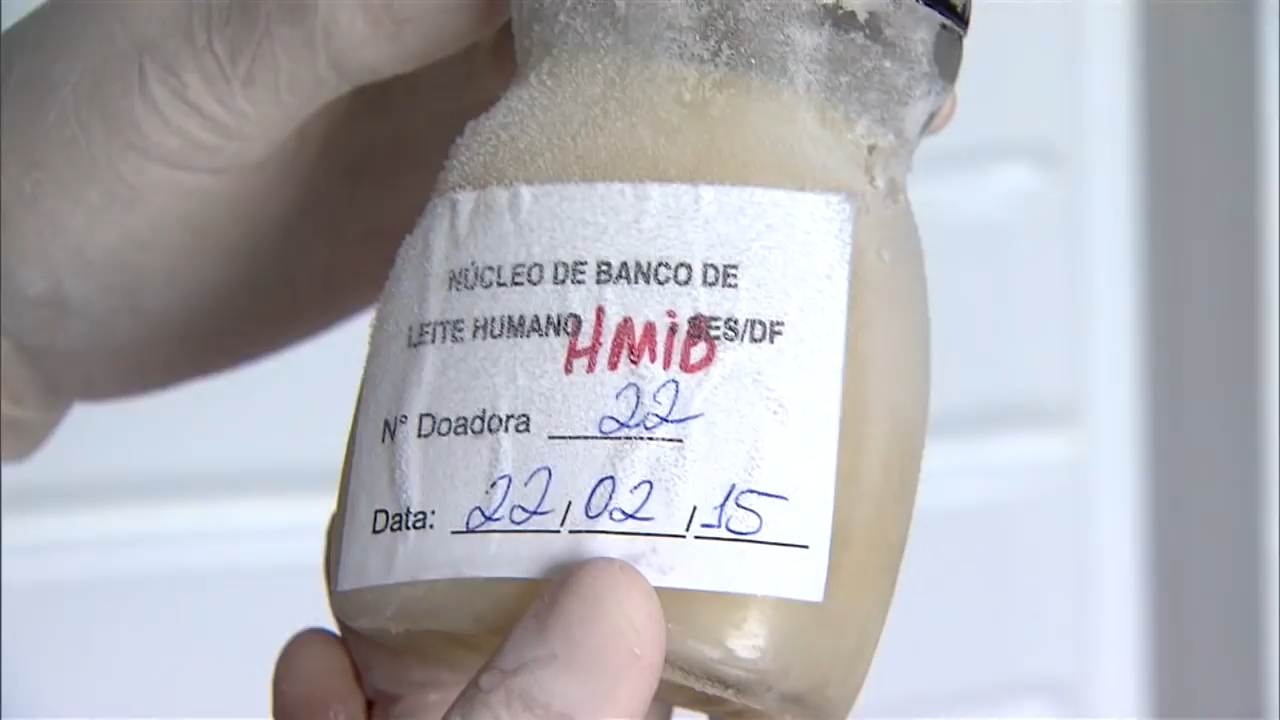 NÚCLEO DE BANCO DE
LEITE HUMANO HMiB SES/DF
N° Doadora 22
Data: 22/02/15